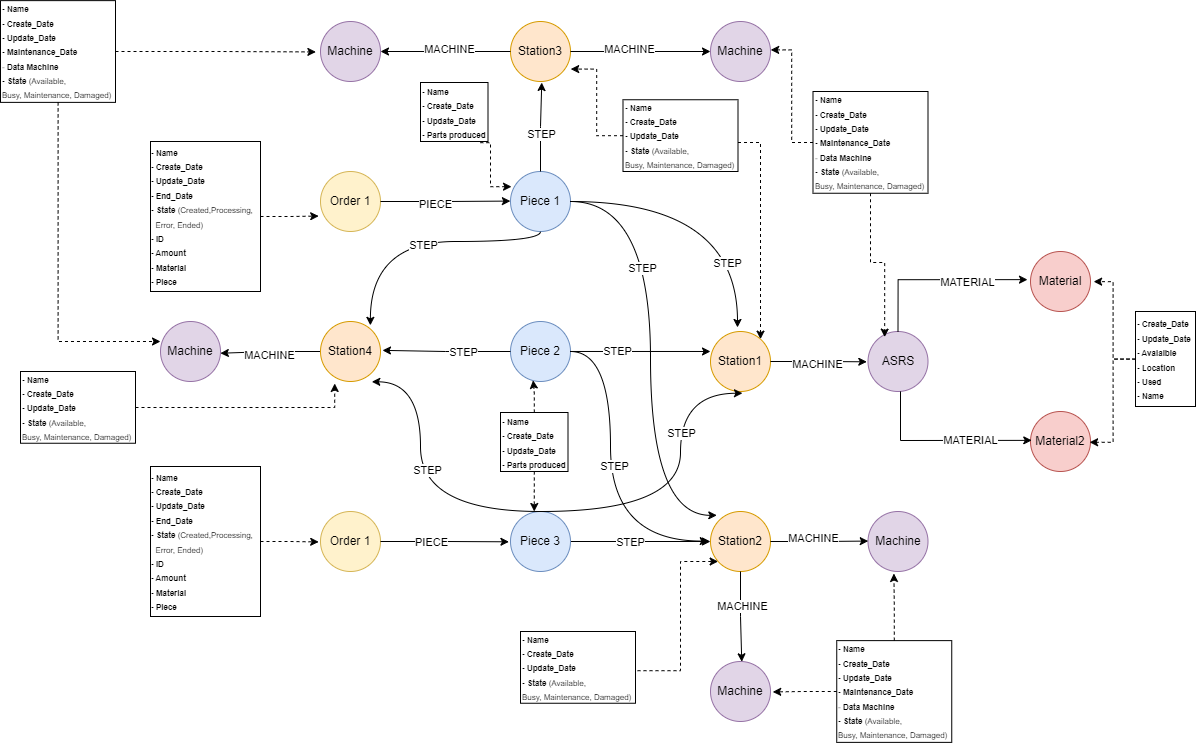 - Name
- Create_Date
- Update_Date
- Maintenance_Date
- Data Machine
- State (Available,
Busy, Maintenance, Damaged)
Machine
MACHINE
Station3
MACHINE
Machine
- Name
- Create_Date
- Update_Date
- Parts produced
- Name
- Create_Date
- Update_Date
- State (Available,
Busy, Maintenance, Damaged)
- Name
- Create_Date
- Update_Date
- Maintenance_Date
- Data Machine
- State (Available,
Busy, Maintenance, Damaged)
STEP
- Name
- Create_Date
- Update_Date
- End_Date
- State (Created,Processing,
Error, Ended)
- ID
- Amount
- Material
- Piece
Order 1
PIECE
Piece 1
STEP
STEP
STEP
MATERIAL
Material
Machine
MACHINE
Station4
STEP
Piece 2
STEP
Station1
MACHINE
ASRS
- Create_Date
- Update_Date
- Avalaible
- Location
- Used
- Name
- Name
- Create_Date
- Update_Date
- State (Available,
Busy, Maintenance, Damaged)
- Name
- Create_Date
- Update_Date
- Parts produced
STEP
MATERIAL
Material2
STEP
STEP
- Name
- Create_Date
- Update_Date
- End_Date
- State (Created,Processing,
Error, Ended)
- ID
- Amount
- Material
- Piece
Order 1
PIECE
Piece 3
STEP
Station2
MACHINE
Machine
MACHINE
- Name
- Create_Date
- Update_Date
- State (Available,
Busy, Maintenance, Damaged)
Machine
- Name
- Create_Date
- Update_Date
- Maintenance_Date
- Data Machine
- State (Available,
Busy, Maintenance, Damaged)